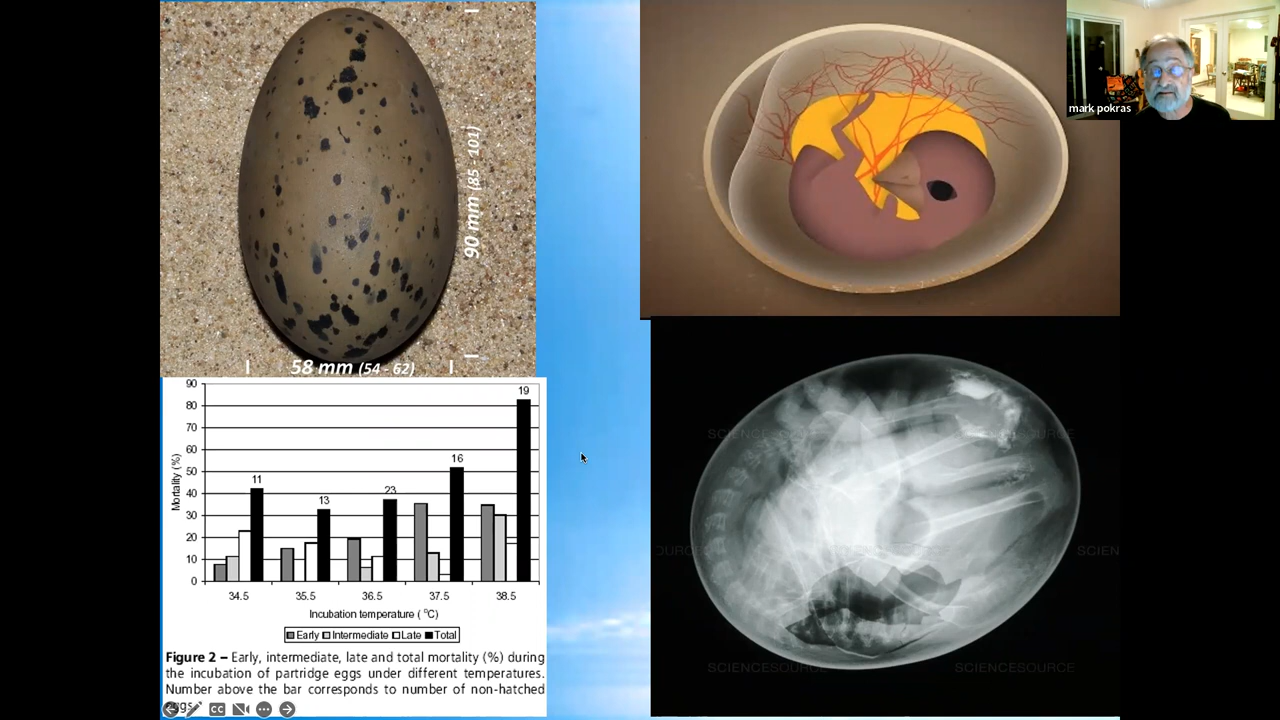 90 mm (85 - 101)
58 mm (54 - 62)
mark pokras
90
80
70
60
50
40
30
20
10
0
Mortality (%)
11
13
23
16
19
34.5
35.5
36.5
37.5
38.5
Incubation temperature ( °C)
Early Intermediate Late Total
Figure 2 – Early, intermediate, late and total mortality (%) during
the incubation of partridge eggs under different temperatures.
Number above the bar corresponds to number of non-hatched
eggs.
CC
SCIENCESOURCE
SCIENCESOURCE
OURCE
SCIEN
SCIENCESOURCE
SCIENCESOURCE